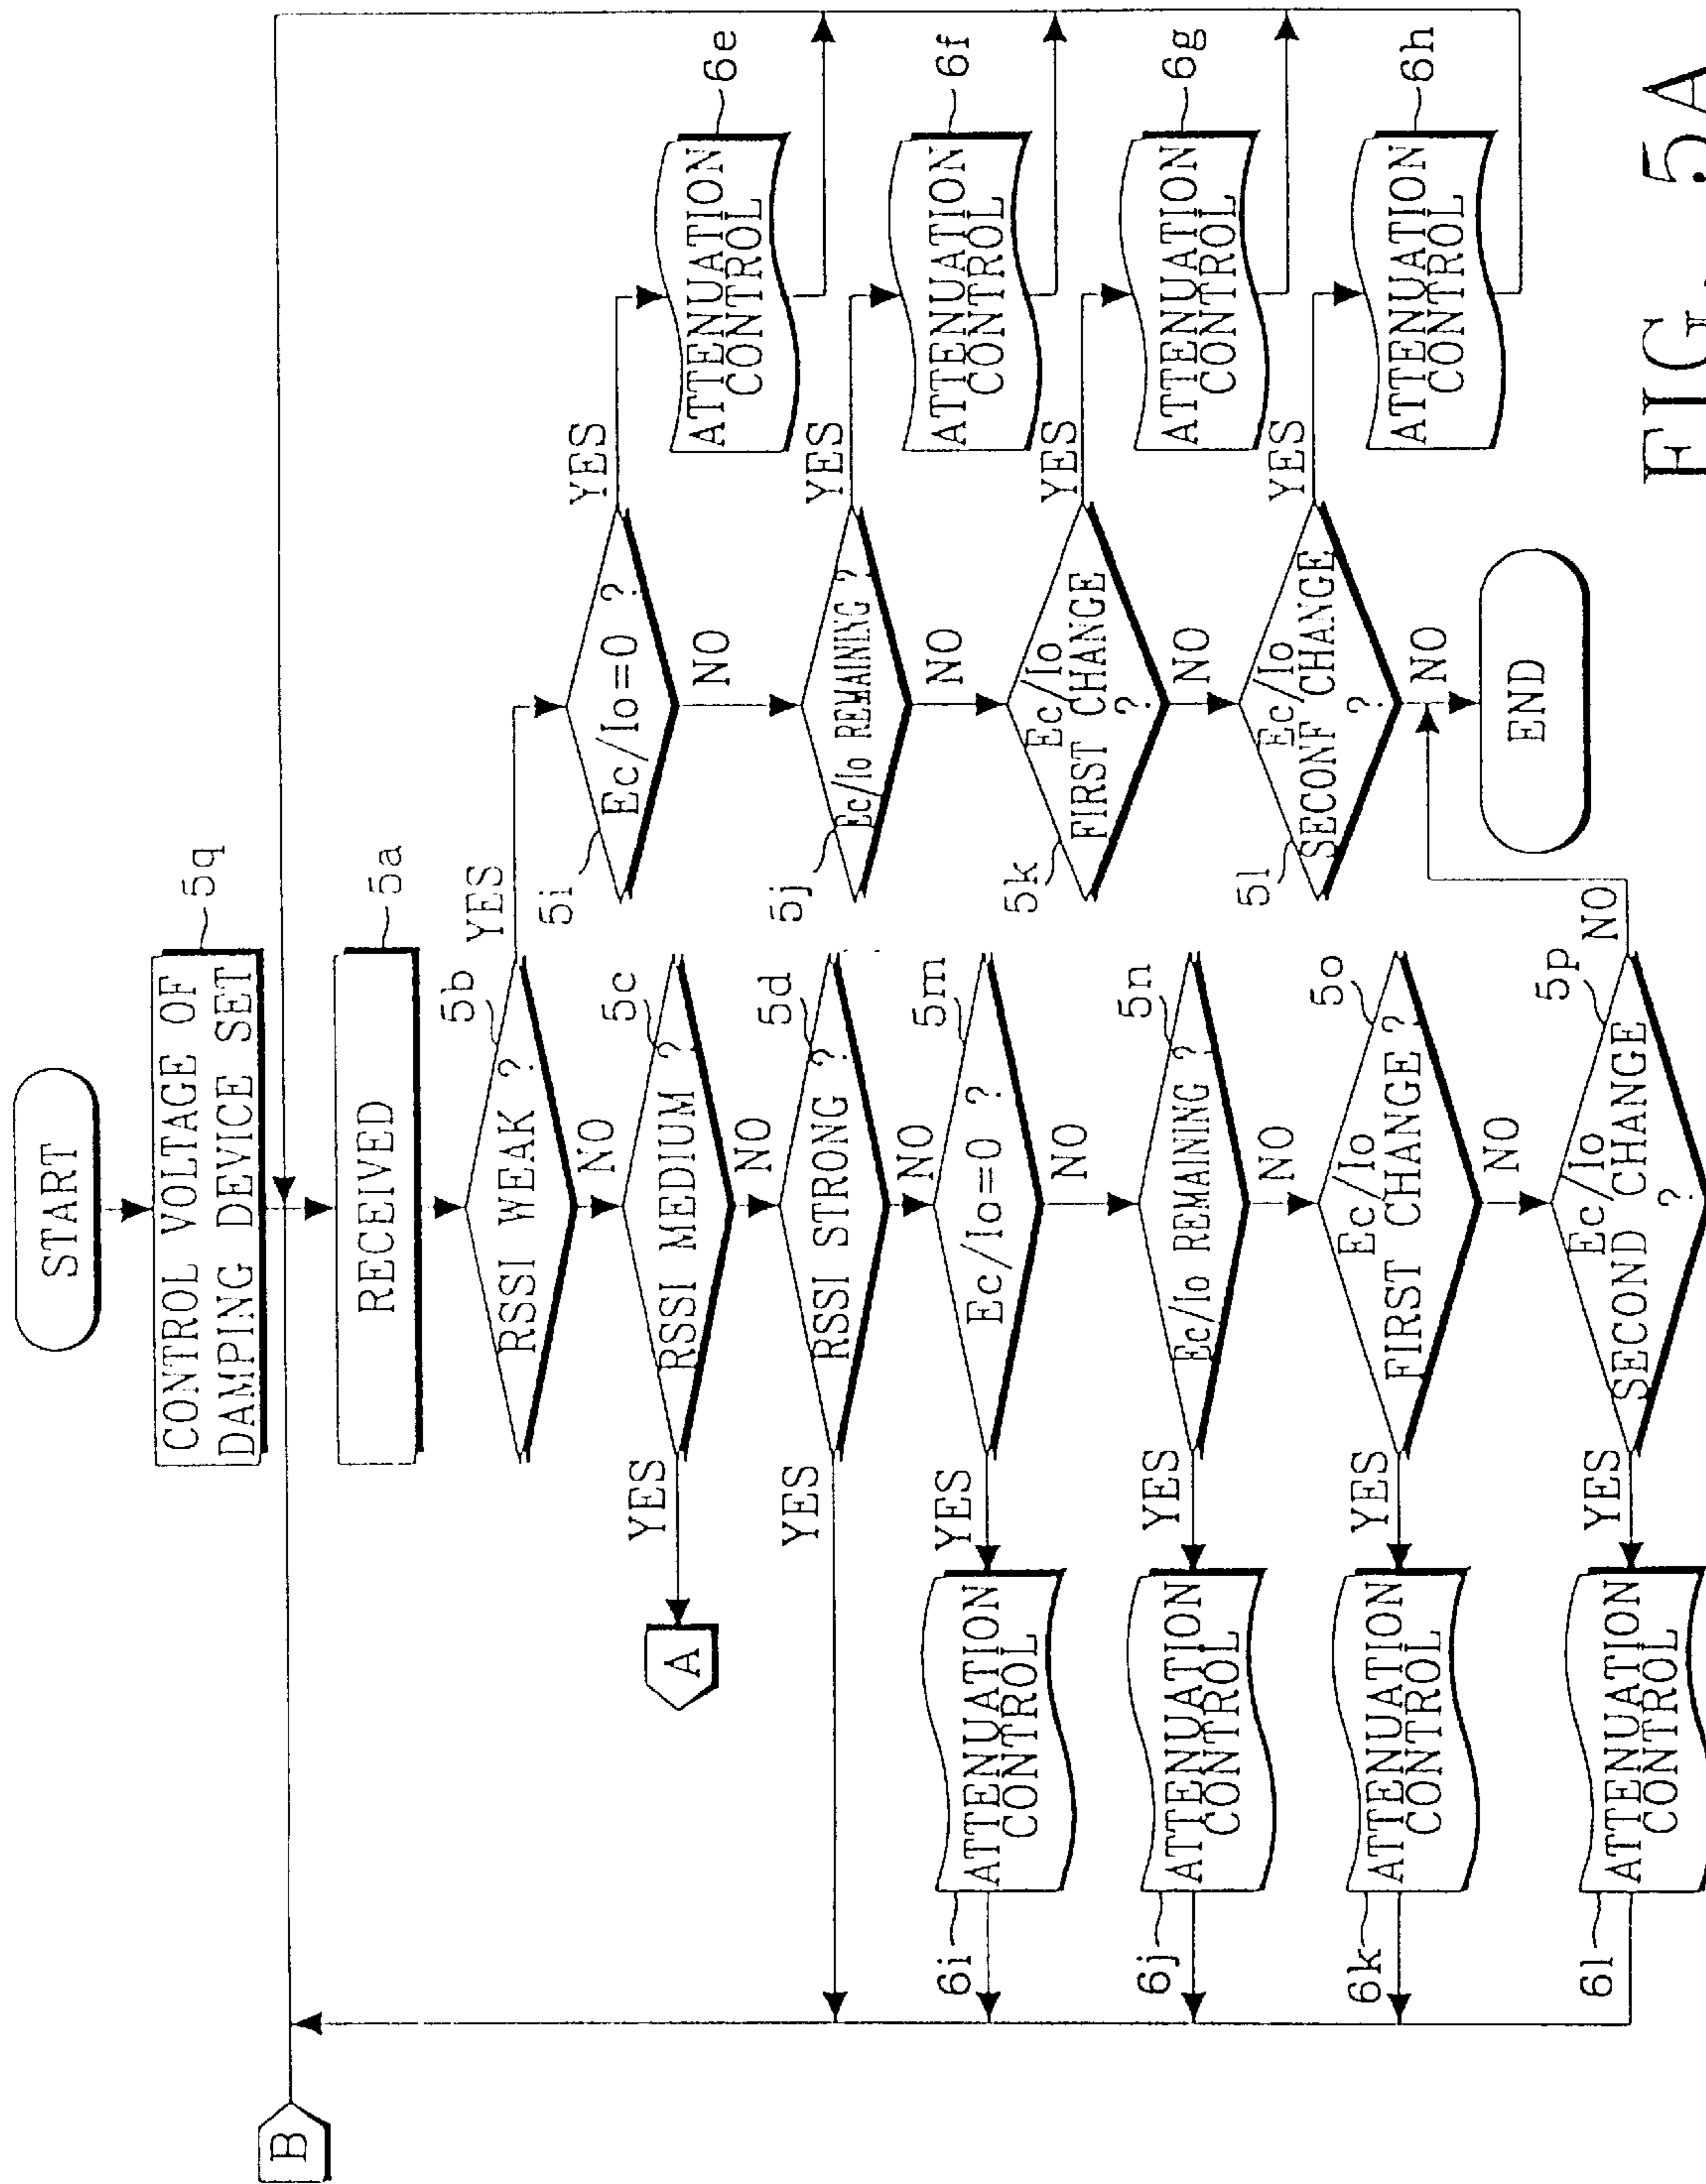 START
CONTROL VOLTAGE OF
DAMPING DEVICE SET
5q
B
RECEIVED
5a
RSSI WEAK ?
5b
YES
NO
RSSI MEDIUM ?
5c
YES
A
NO
RSSI STRONG ?
5d
YES
NO
Ec/Io=0 ?
5m
YES
ATTENUATION
CONTROL
6i
NO
Ec/Io REMAINING ?
5n
YES
ATTENUATION
CONTROL
6j
NO
Ec/Io
FIRST CHANGE ?
5o
YES
ATTENUATION
CONTROL
6k
NO
Ec/Io
SECOND CHANGE
?
5p
NO
YES
ATTENUATION
CONTROL
6l
5i
Ec/Io=0 ?
YES
ATTENUATION
CONTROL
6e
NO
5j
Ec/Io REMAINING ?
YES
ATTENUATION
CONTROL
6f
NO
5k
Ec/Io
FIRST CHANGE
?
YES
ATTENUATION
CONTROL
6g
NO
5l
Ec/Io
SECONF CHANGE
?
YES
ATTENUATION
CONTROL
6h
NO
END
FIG. 5A